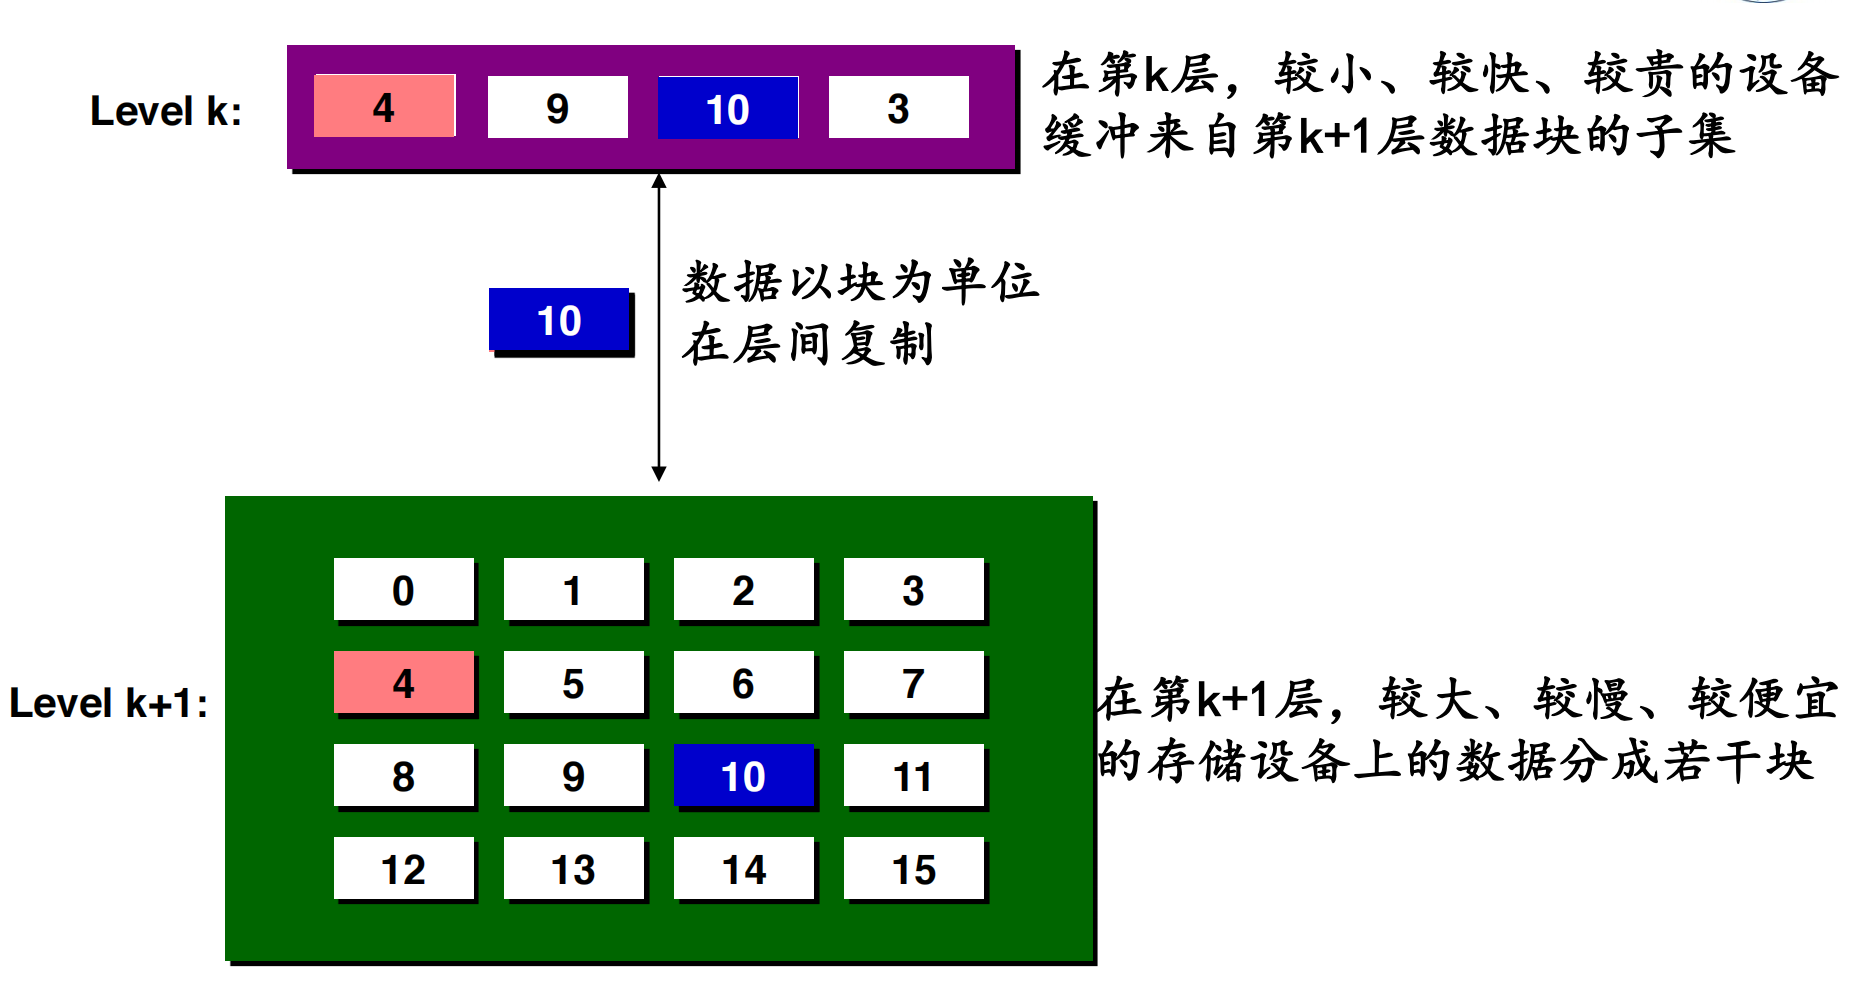 Level k:
4 9 10 3
在第k层，较小、较快、较贵的设备
缓冲来自第k+1层数据块的子集
10
数据以块为单位
在层间复制
Level k+1:
0 1 2 3
4 5 6 7
8 9 10 11
12 13 14 15
在第k+1层，较大、较慢、较便宜
的存储设备上的数据分成若干块